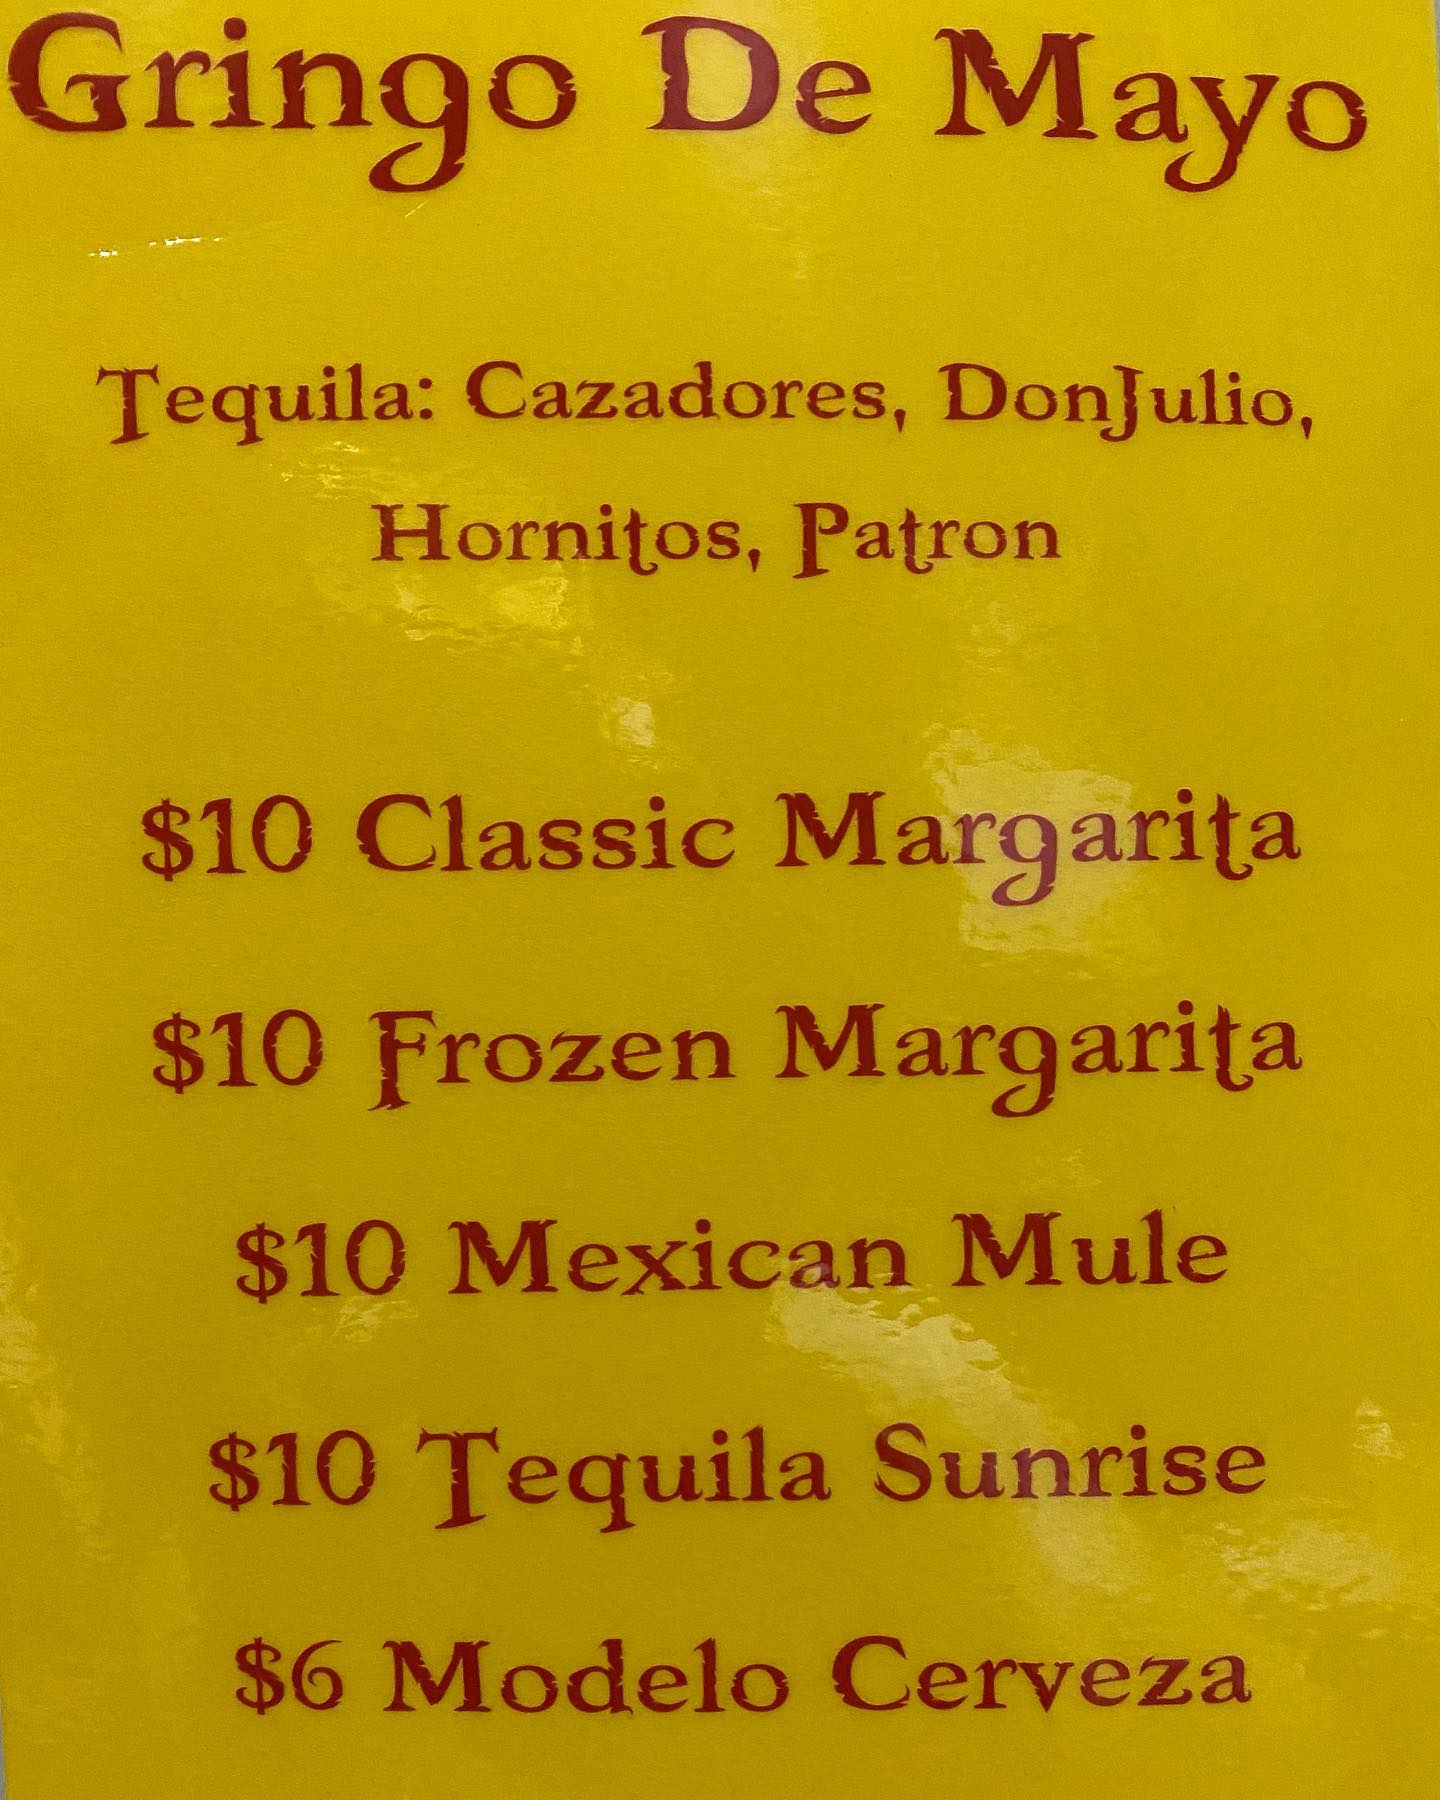 Gringo De Mayo
Tequila: Cazadores, DonJulio,
Hornitos, Patron
$10 Classic Margarita
$10 Frozen Margarita
$10 Mexican Mule
$10 Tequila Sunrise
$6 Modelo Cerveza